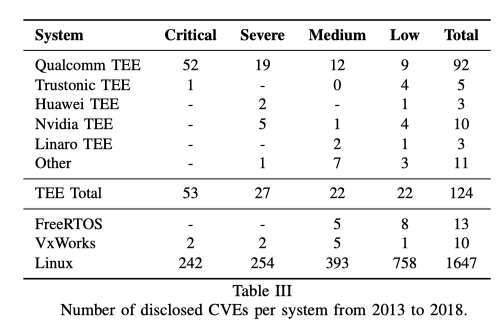 System Critical Severe Medium Low Total
Qualcomm TEE 52 19 12 9 92
Trustonic TEE 1 - 0 4 5
Huawei TEE - 2 - 1 3
Nvidia TEE - 5 1 4 10
Linaro TEE - - 2 1 3
Other - 1 7 3 11
TEE Total 53 27 22 22 124
FreeRTOS - - 5 8 13
VxWorks 2 2 5 1 10
Linux 242 254 393 758 1647
Table III
Number of disclosed CVEs per system from 2013 to 2018.